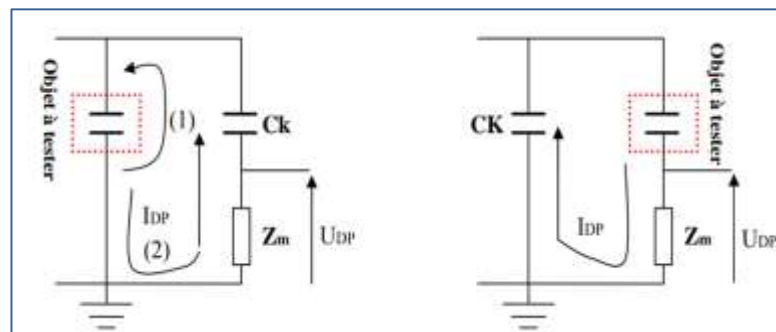 Objet à tester
(1)
Ck
IDP
(2)
Zm
UDP
CK
Objet à tester
IDP
Zm
UDP